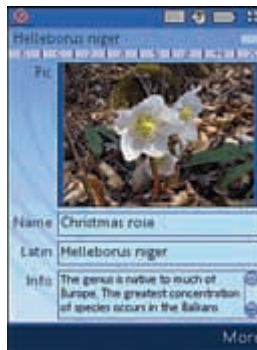 Helleborus niger
Pic
Name Christmas rose
Latin Helleborus niger
Info The genus is native to much of
Europe. The greatest concentration
of species occurs in the Balkans
More